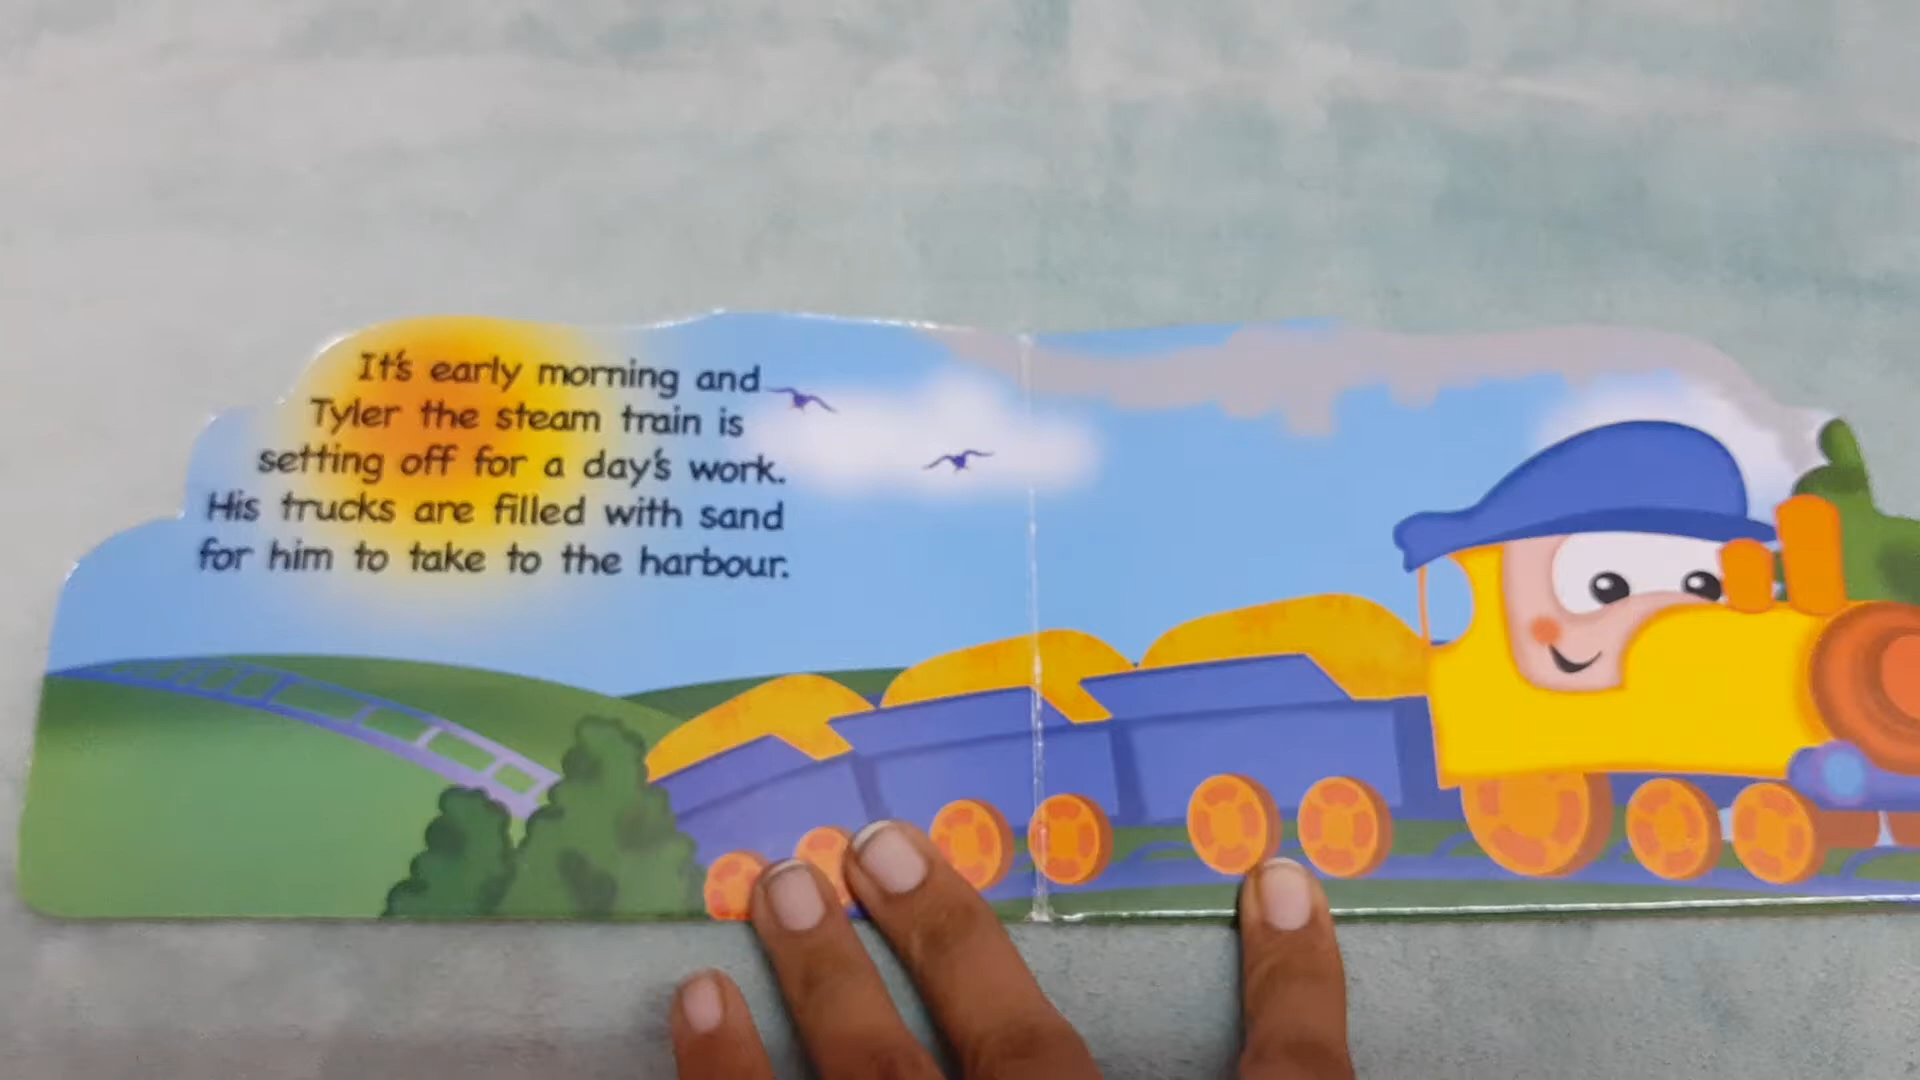 It's early morning and
Tyler the steam train is
setting off for a day's work.
His trucks are filled with sand
for him to take to the harbour.